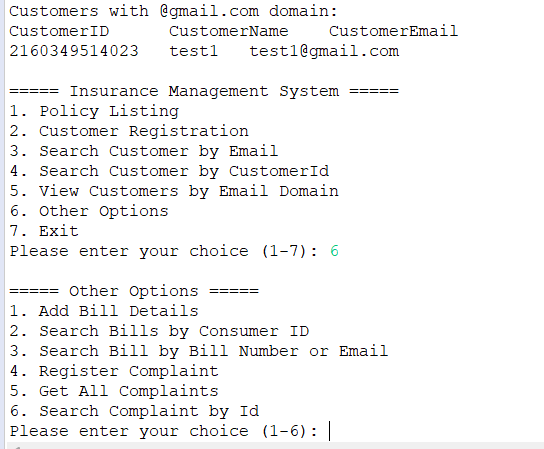 Customers with @gmail.com domain:
CustomerID CustomerName CustomerEmail
2160349514023 test1 test1@gmail.com
===== Insurance Management System =====
1. Policy Listing
2. Customer Registration
3. Search Customer by Email
4. Search Customer by CustomerId
5. View Customers by Email Domain
6. Other Options
7. Exit
Please enter your choice (1-7): 6
===== Other Options =====
1. Add Bill Details
2. Search Bills by Consumer ID
3. Search Bill by Bill Number or Email
4. Register Complaint
5. Get All Complaints
6. Search Complaint by Id
Please enter your choice (1-6):